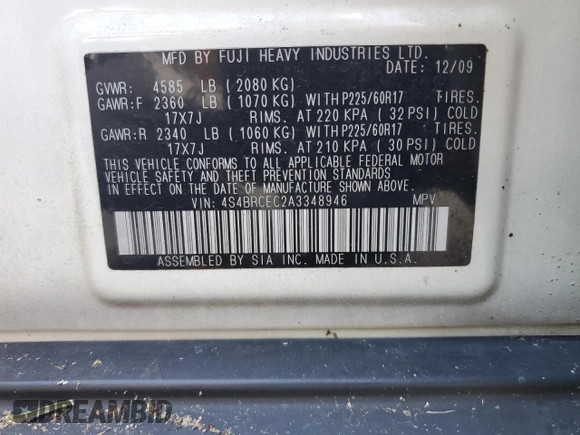 MFD BY FUJI HEAVY INDUSTRIES LTD.
DATE: 12/09
GVWR: 4585 LB ( 2080 KG)
GAWR:F 2360 LB ( 1070 KG) WITH P225/60R17 TIRES.
17X7J RIMS. AT 220 KPA ( 32 PSI) COLD
GAWR:R 2340 LB ( 1060 KG) WITH P225/60R17 TIRES.
17X7J RIMS. AT 210 KPA ( 30 PSI) COLD
THIS VEHICLE CONFORMS TO ALL APPLICABLE FEDERAL MOTOR
VEHICLE SAFETY AND THEFT PREVENTION STANDARDS
IN EFFECT ON THE DATE OF MANUFACTURE SHOWN ABOVE.
VIN: 4S4BRCEC2A3348946 MPV
ASSEMBLED BY SIA INC. MADE IN U.S.A.
DREAMBID